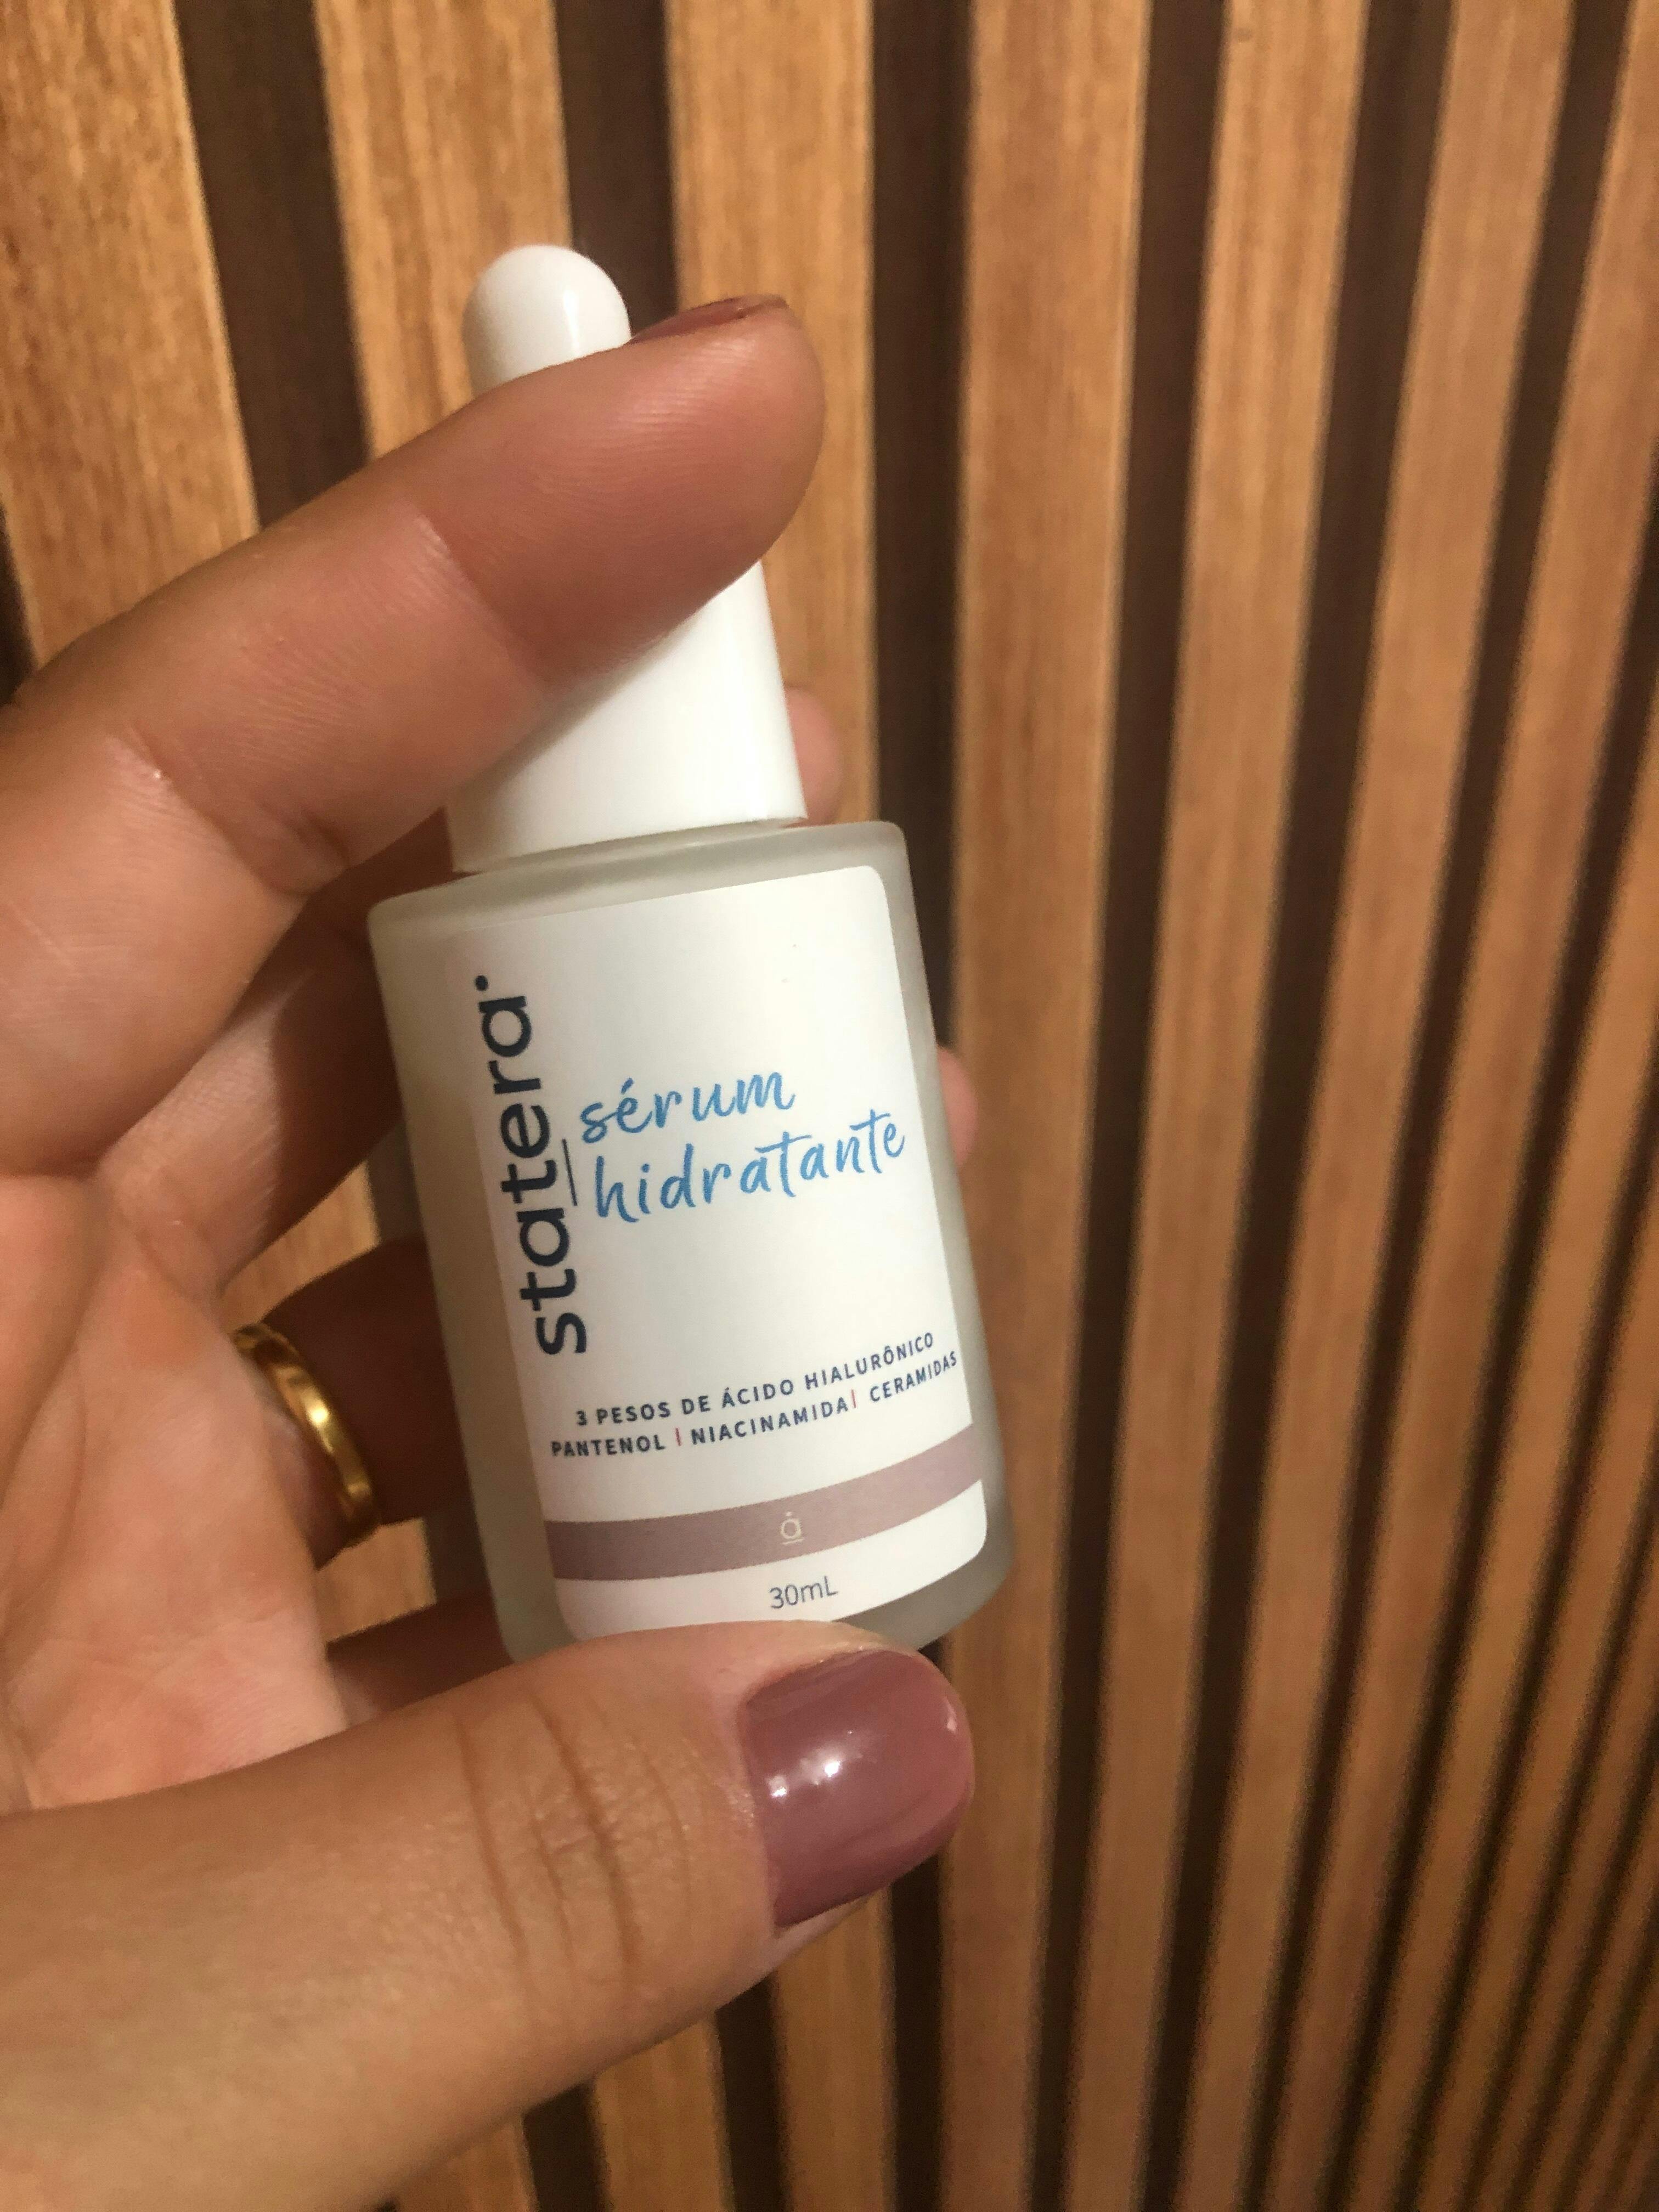 statera
sérum
hidratante
3 PESOS DE ÁCIDO HIALURÔNICO
PANTENOL | NIACINAMIDA | CERAMIDAS
a
30mL